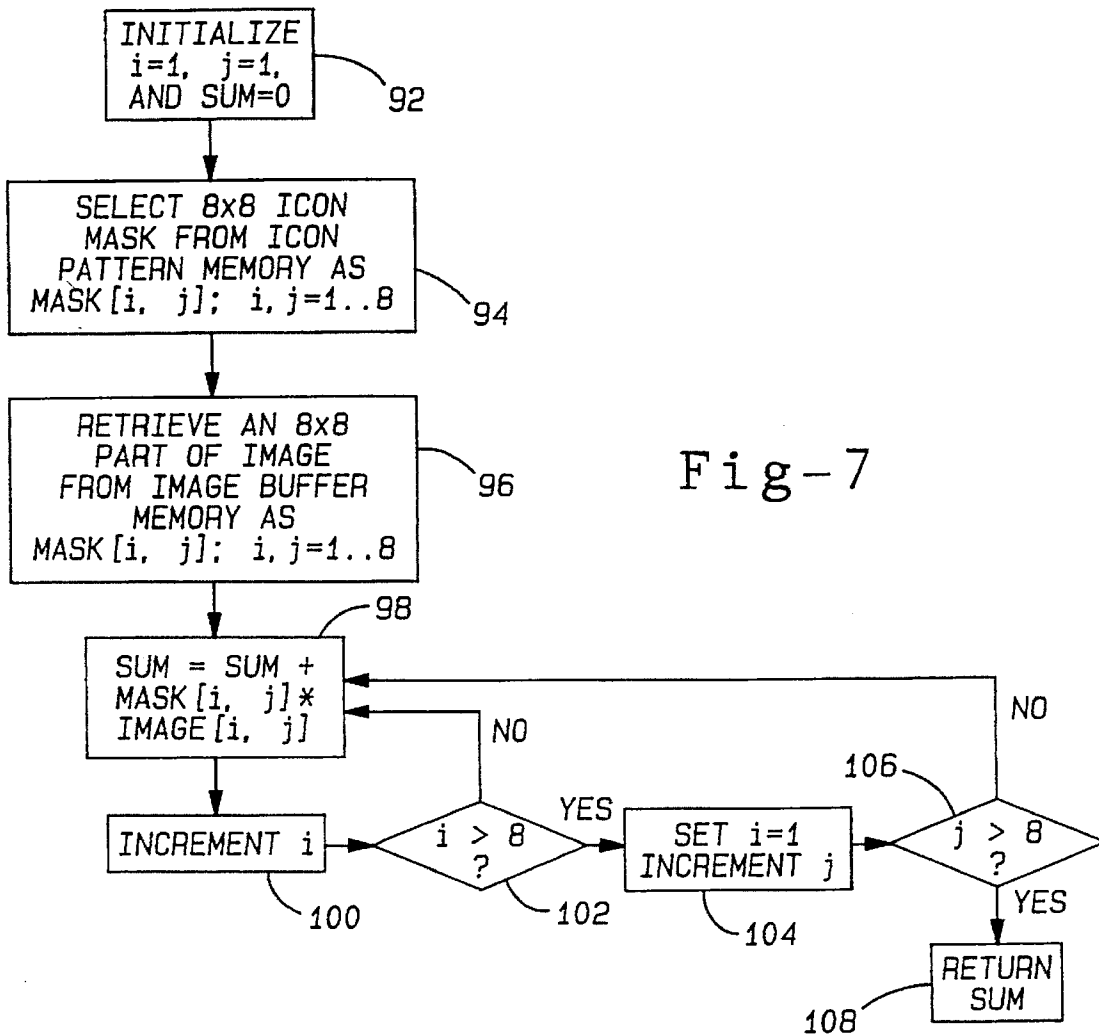 INITIALIZE
i=1, j=1,
AND SUM=0
92
SELECT 8x8 ICON
MASK FROM ICON
PATTERN MEMORY AS
MASK[i, j]; i,j=1..8
94
RETRIEVE AN 8x8
PART OF IMAGE
FROM IMAGE BUFFER
MEMORY AS
MASK[i, j]; i,j=1..8
96
Fig-7
98
SUM = SUM +
MASK[i, j]*
IMAGE[i, j]
NO
NO
INCREMENT i
100
i > 8
?
102
YES
SET i=1
INCREMENT j
104
106
j > 8
?
YES
RETURN
SUM
108